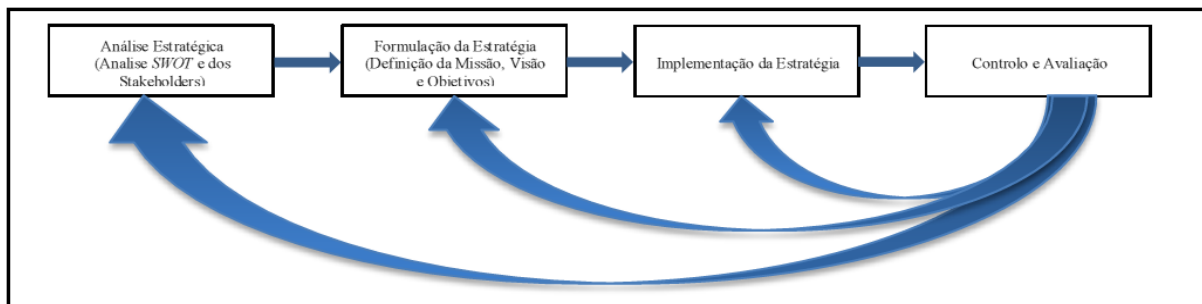 Análise Estratégica
(Analise SWOT e dos
Stakeholders)
Formulação da Estratégia
(Definição da Missão, Visão
e Objetivos)
Implementação da Estratégia
Controlo e Avaliação